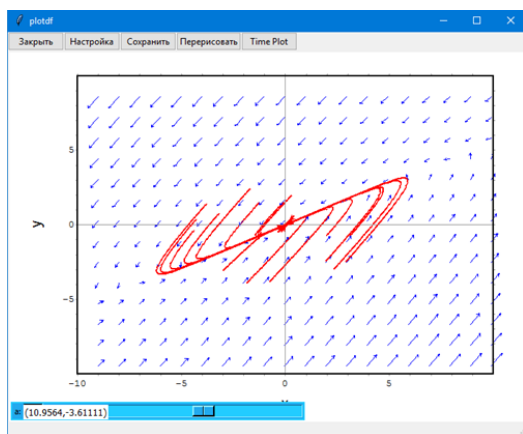 plotdf
Закрыть Настройка Сохранить Перерисовать Time Plot
5
y
0
-5
-10 -5 0 5
a: (10.9564,-3.61111)